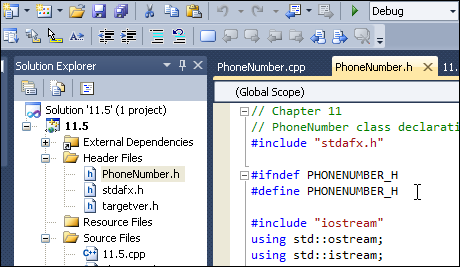 Debug
Solution Explorer
Solution '11.5' (1 project)
11.5
External Dependencies
Header Files
PhoneNumber.h
stdafx.h
targetver.h
Resource Files
Source Files
11.5.cpp
PhoneNumber.cpp
PhoneNumber.h
11.
(Global Scope)
// Chapter 11
// PhoneNumber class declarati
#include "stdafx.h"
#ifndef PHONENUMBER_H
#define PHONENUMBER_H
#include "iostream"
using std::ostream;
using std::istream;